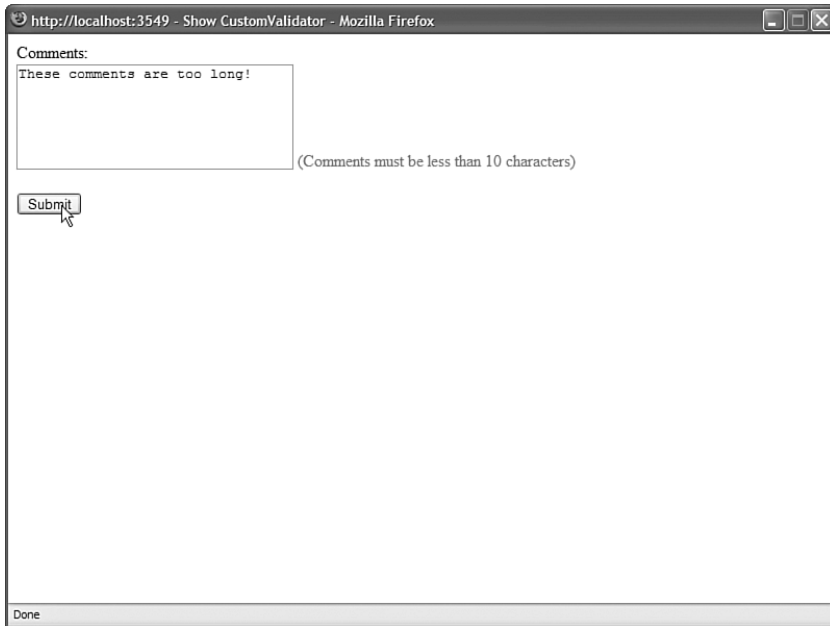 http://localhost:3549 - Show CustomValidator - Mozilla Firefox
Comments:
These comments are too long!
(Comments must be less than 10 characters)
Submit
Done